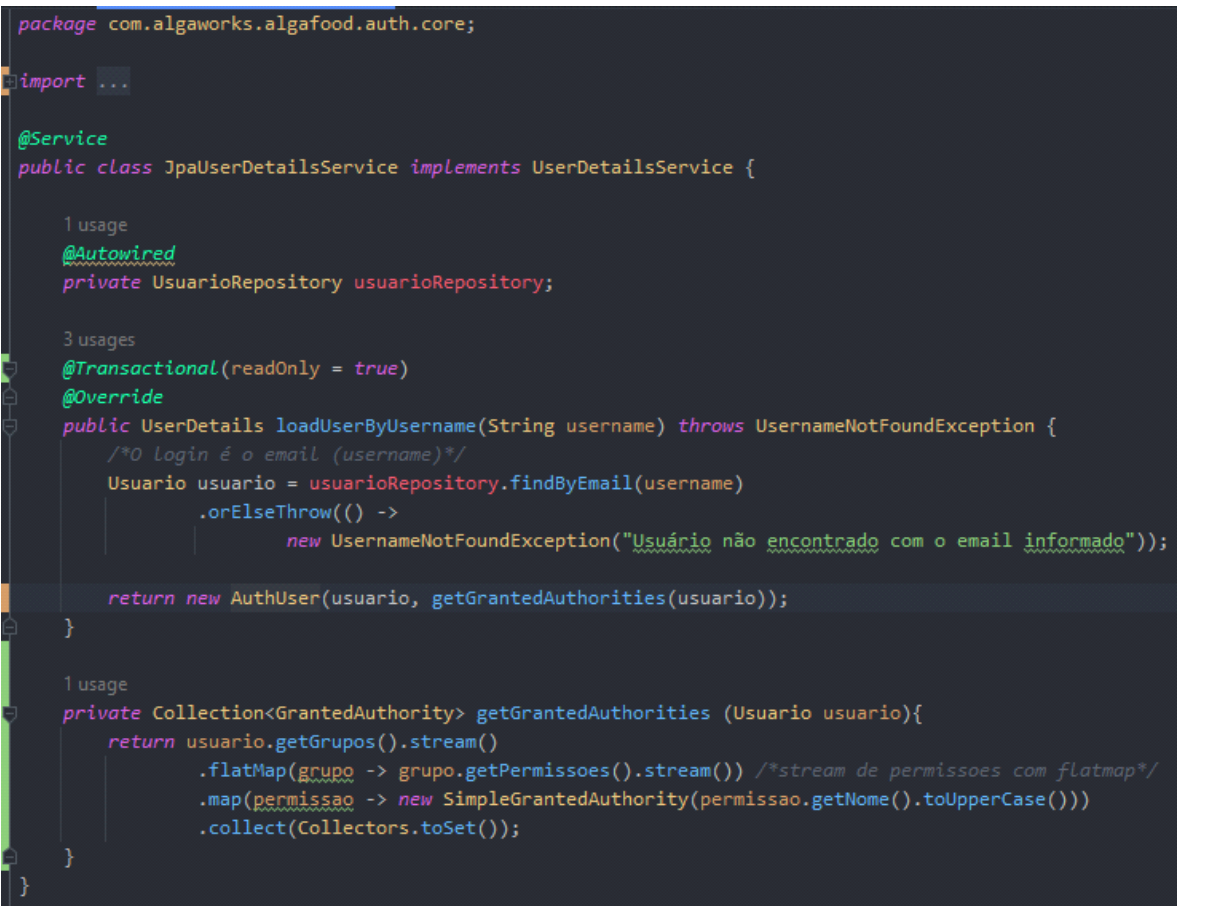 package com.algaworks.algafood.auth.core;
import ...
@Service
public class JpaUserDetailsService implements UserDetailsService {
1 usage
@Autowired
private UsuarioRepository usuarioRepository;
3 usages
@Transactional(readOnly = true)
@Override
public UserDetails loadUserByUsername(String username) throws UsernameNotFoundException {
/*O login é o email (username)*/
Usuario usuario = usuarioRepository.findByEmail(username)
.orElseThrow(() ->
new UsernameNotFoundException("Usuário não encontrado com o email informado"));
return new AuthUser(usuario, getGrantedAuthorities(usuario));
}
1 usage
private Collection<GrantedAuthority> getGrantedAuthorities (Usuario usuario){
return usuario.getGrupos().stream()
.flatMap(grupo -> grupo.getPermissoes().stream()) /*stream de permissoes com flatmap*/
.map(permissao -> new SimpleGrantedAuthority(permissao.getNome().toUpperCase()))
.collect(Collectors.toSet());
}
}